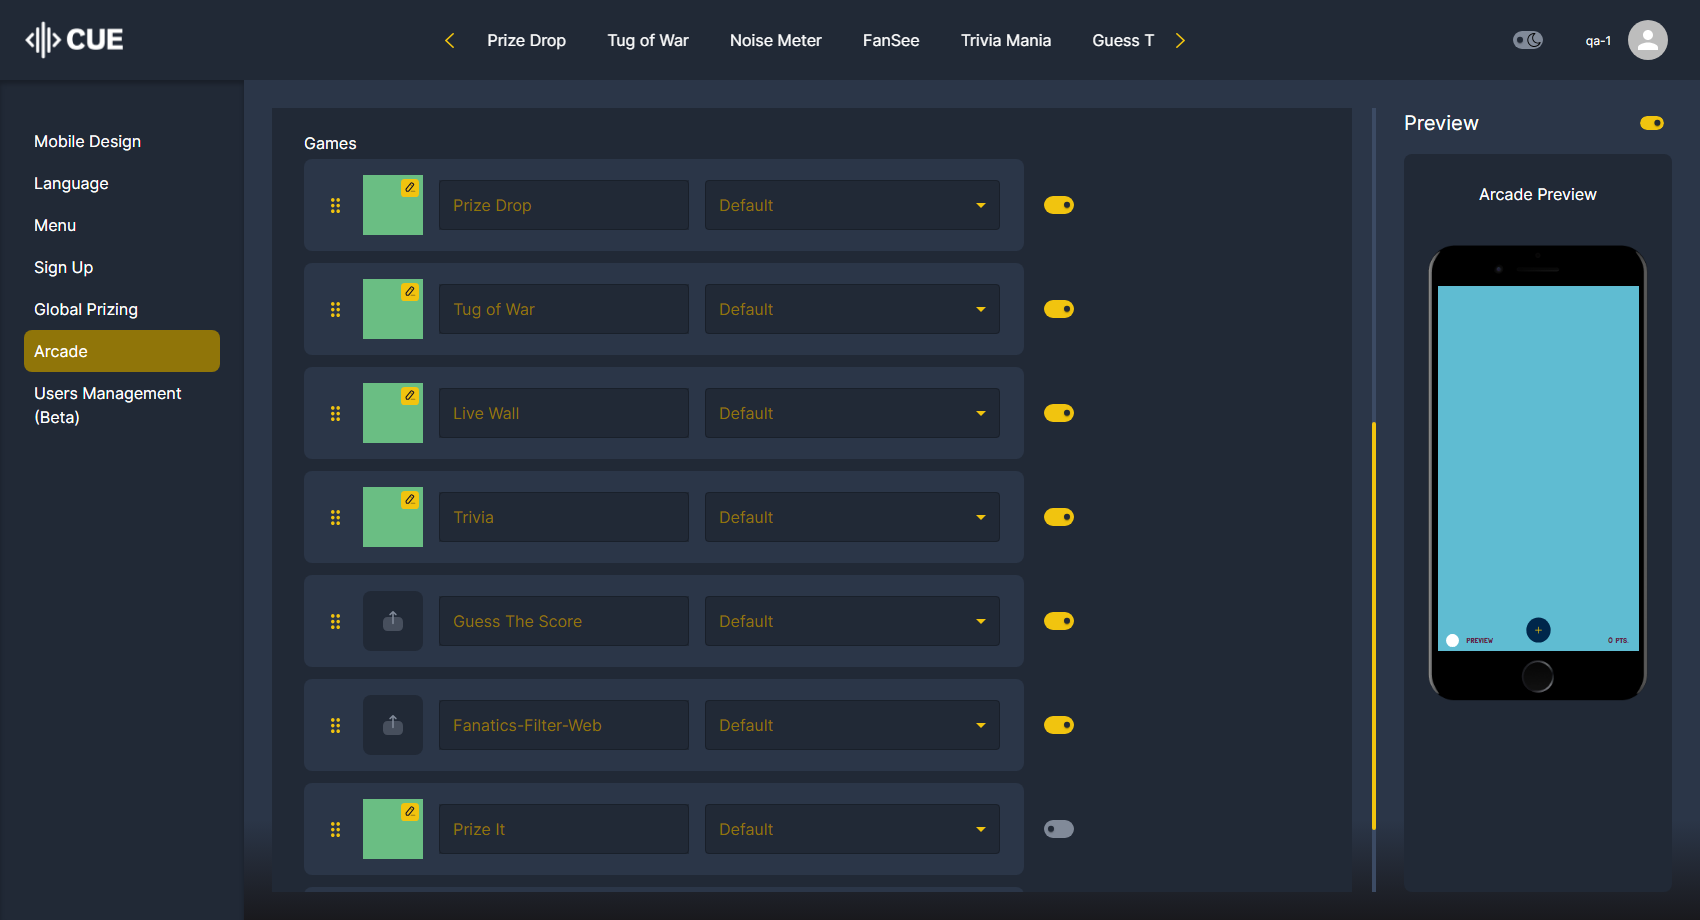 CUE
Prize Drop
Tug of War
Noise Meter
FanSee
Trivia Mania
Guess T
qa-1
Mobile Design
Language
Menu
Sign Up
Global Prizing
Arcade
Users Management
(Beta)
Games
Prize Drop
Default
Tug of War
Default
Live Wall
Default
Trivia
Default
Guess The Score
Default
Fanatics-Filter-Web
Default
Prize It
Default
Preview
Arcade Preview
PREVIEW
+
0 PTS.